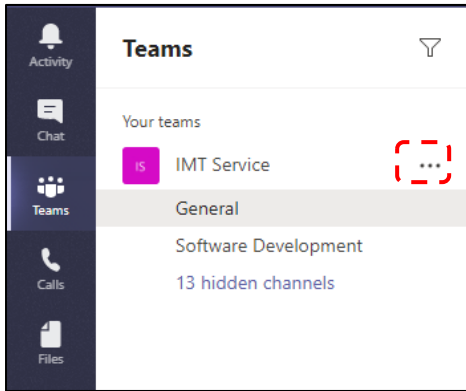 Activity
Chat
Teams
Calls
Files
Teams
Your teams
IS
IMT Service
...
General
Software Development
13 hidden channels